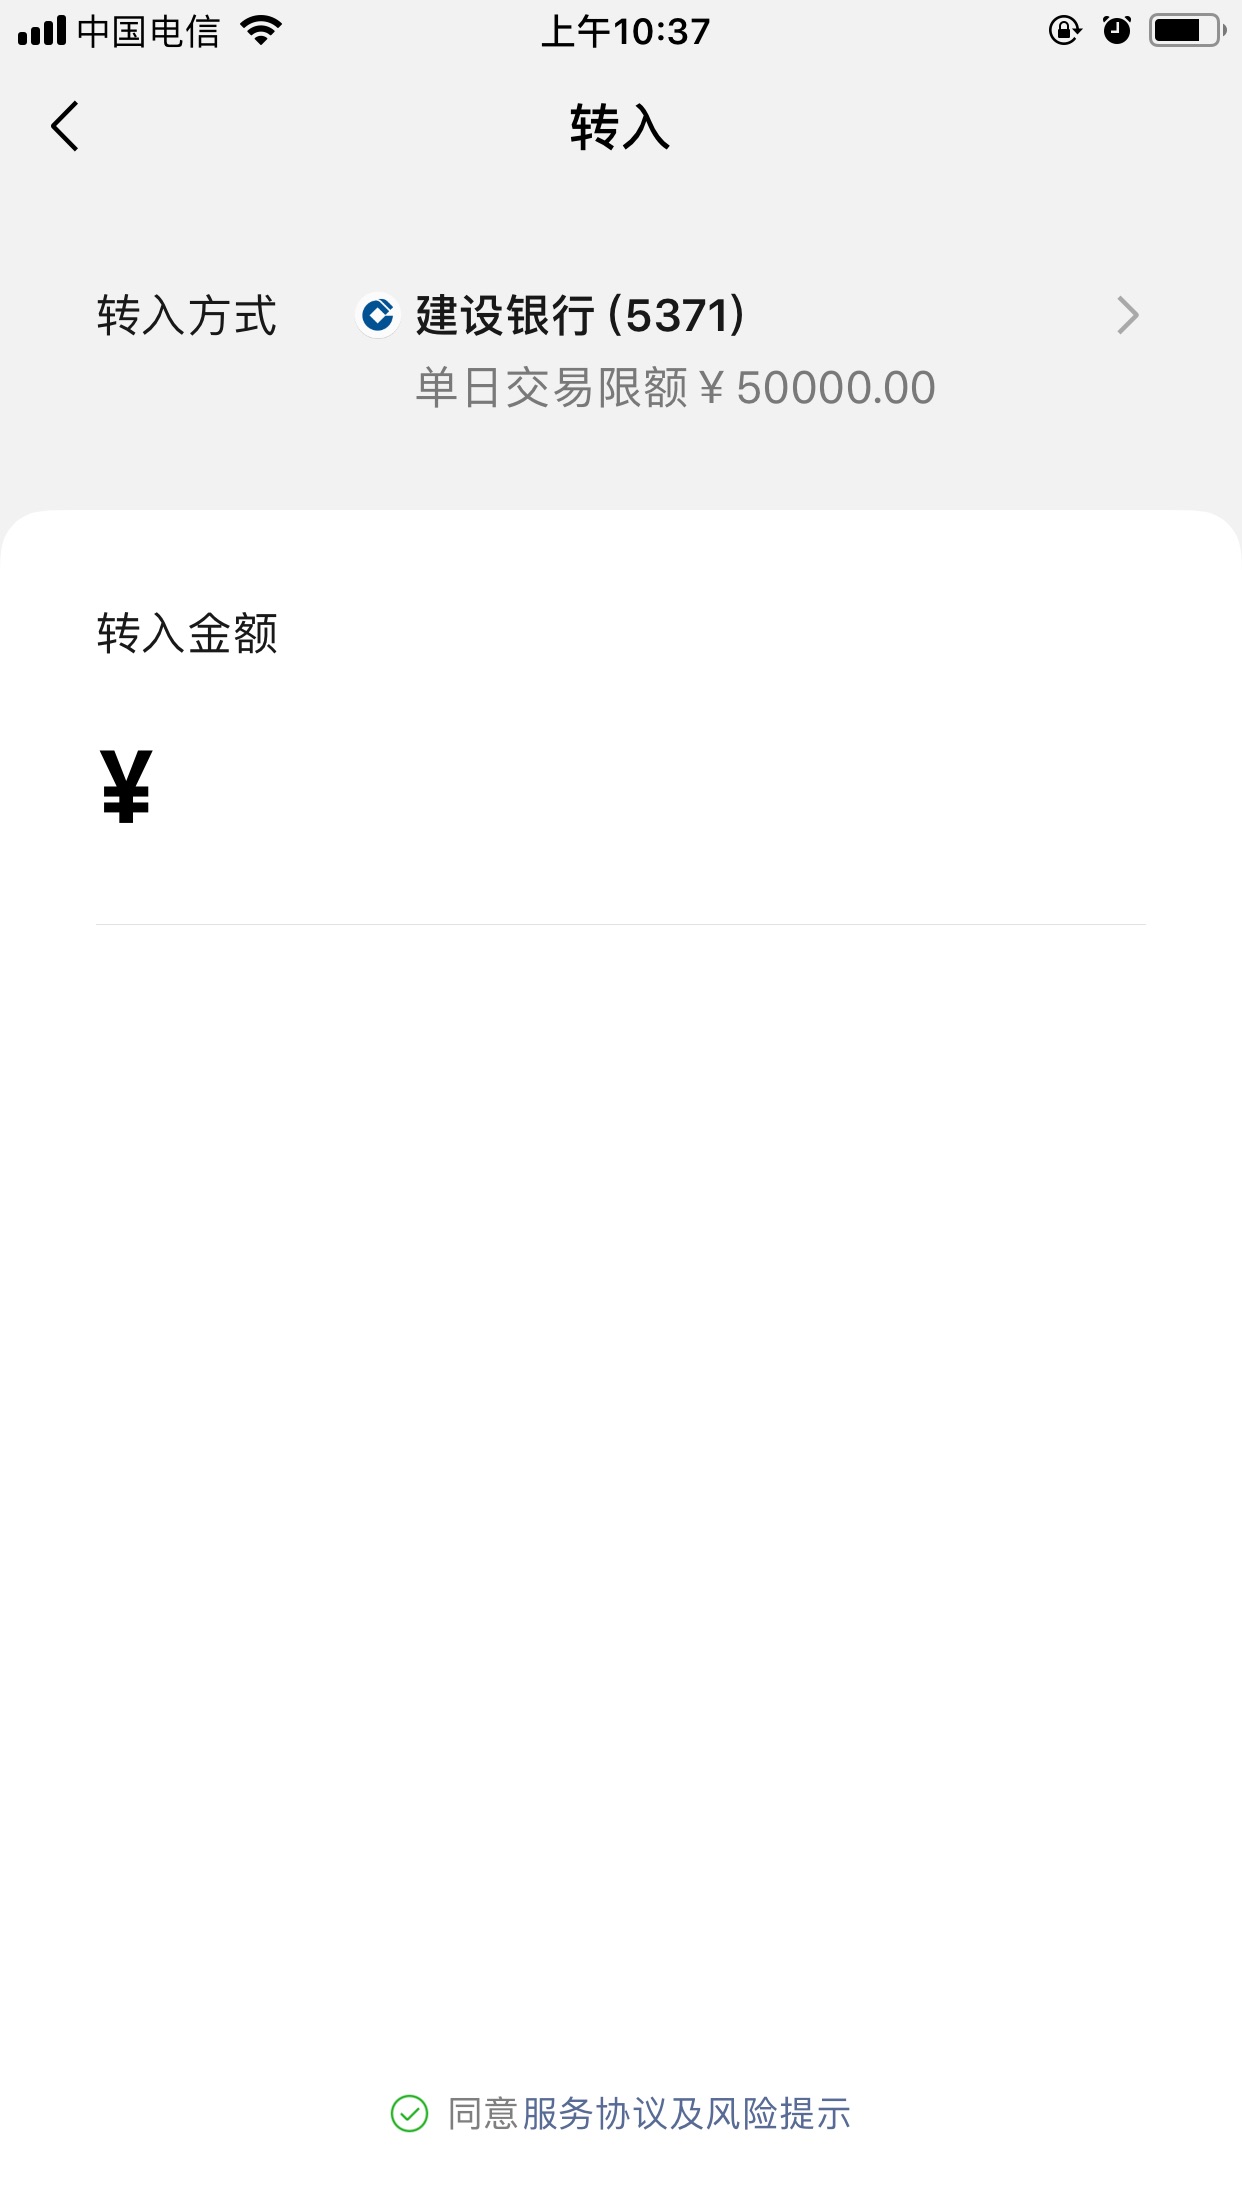 中国电信
上午10:37
转入
转入方式
建设银行 (5371)
单日交易限额 ¥ 50000.00
转入金额
¥
同意服务协议及风险提示